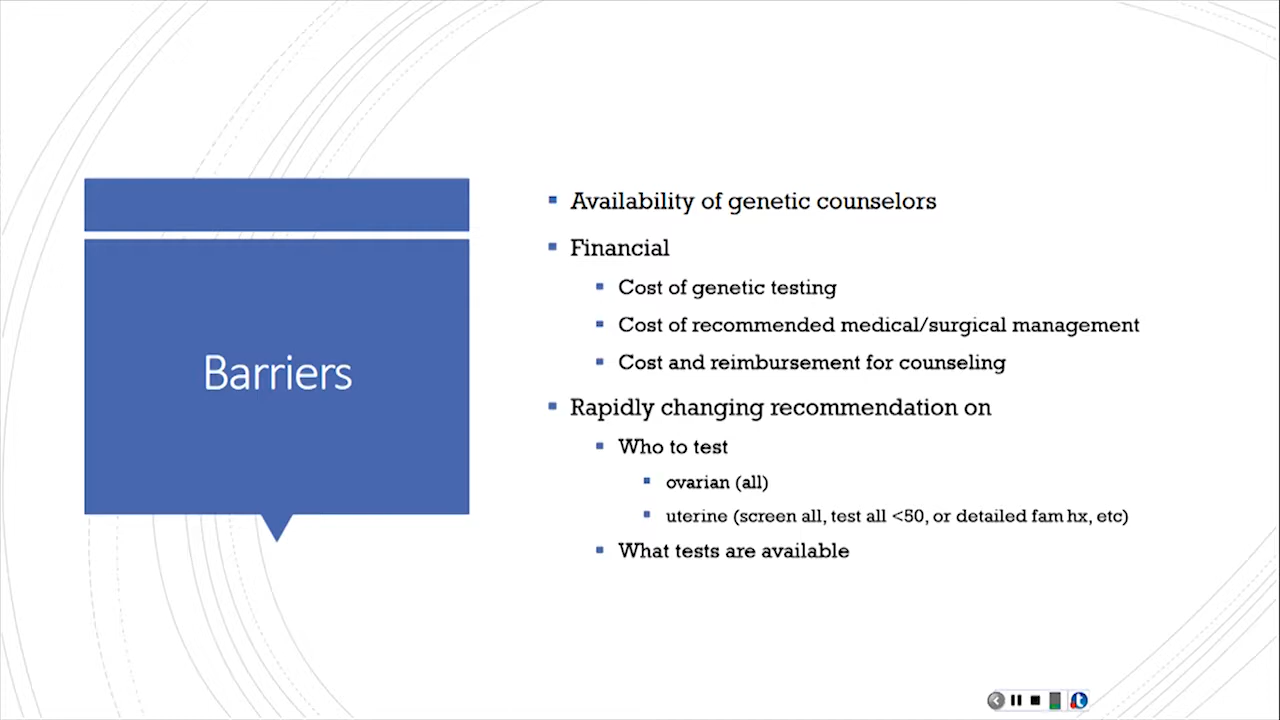 Barriers
Availability of genetic counselors
Financial
Cost of genetic testing
Cost of recommended medical/surgical management
Cost and reimbursement for counseling
Rapidly changing recommendation on
Who to test
ovarian (all)
uterine (screen all, test all <50, or detailed fam hx, etc)
What tests are available